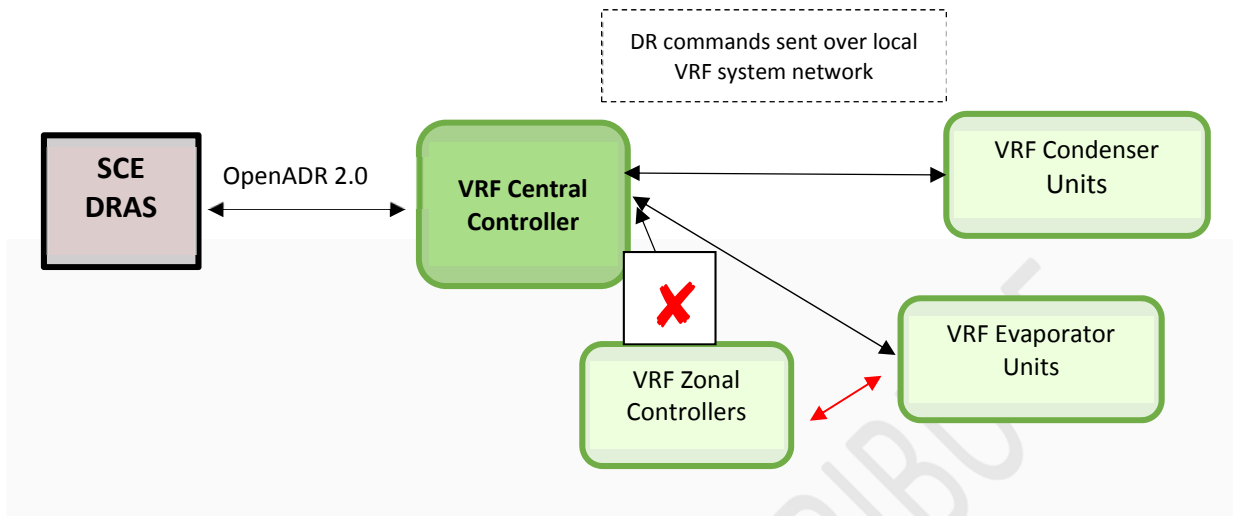 DR commands sent over local
VRF system network
SCE
DRAS
OpenADR 2.0
VRF Central
Controller
VRF Condenser
Units
VRF Evaporator
Units
VRF Zonal
Controllers